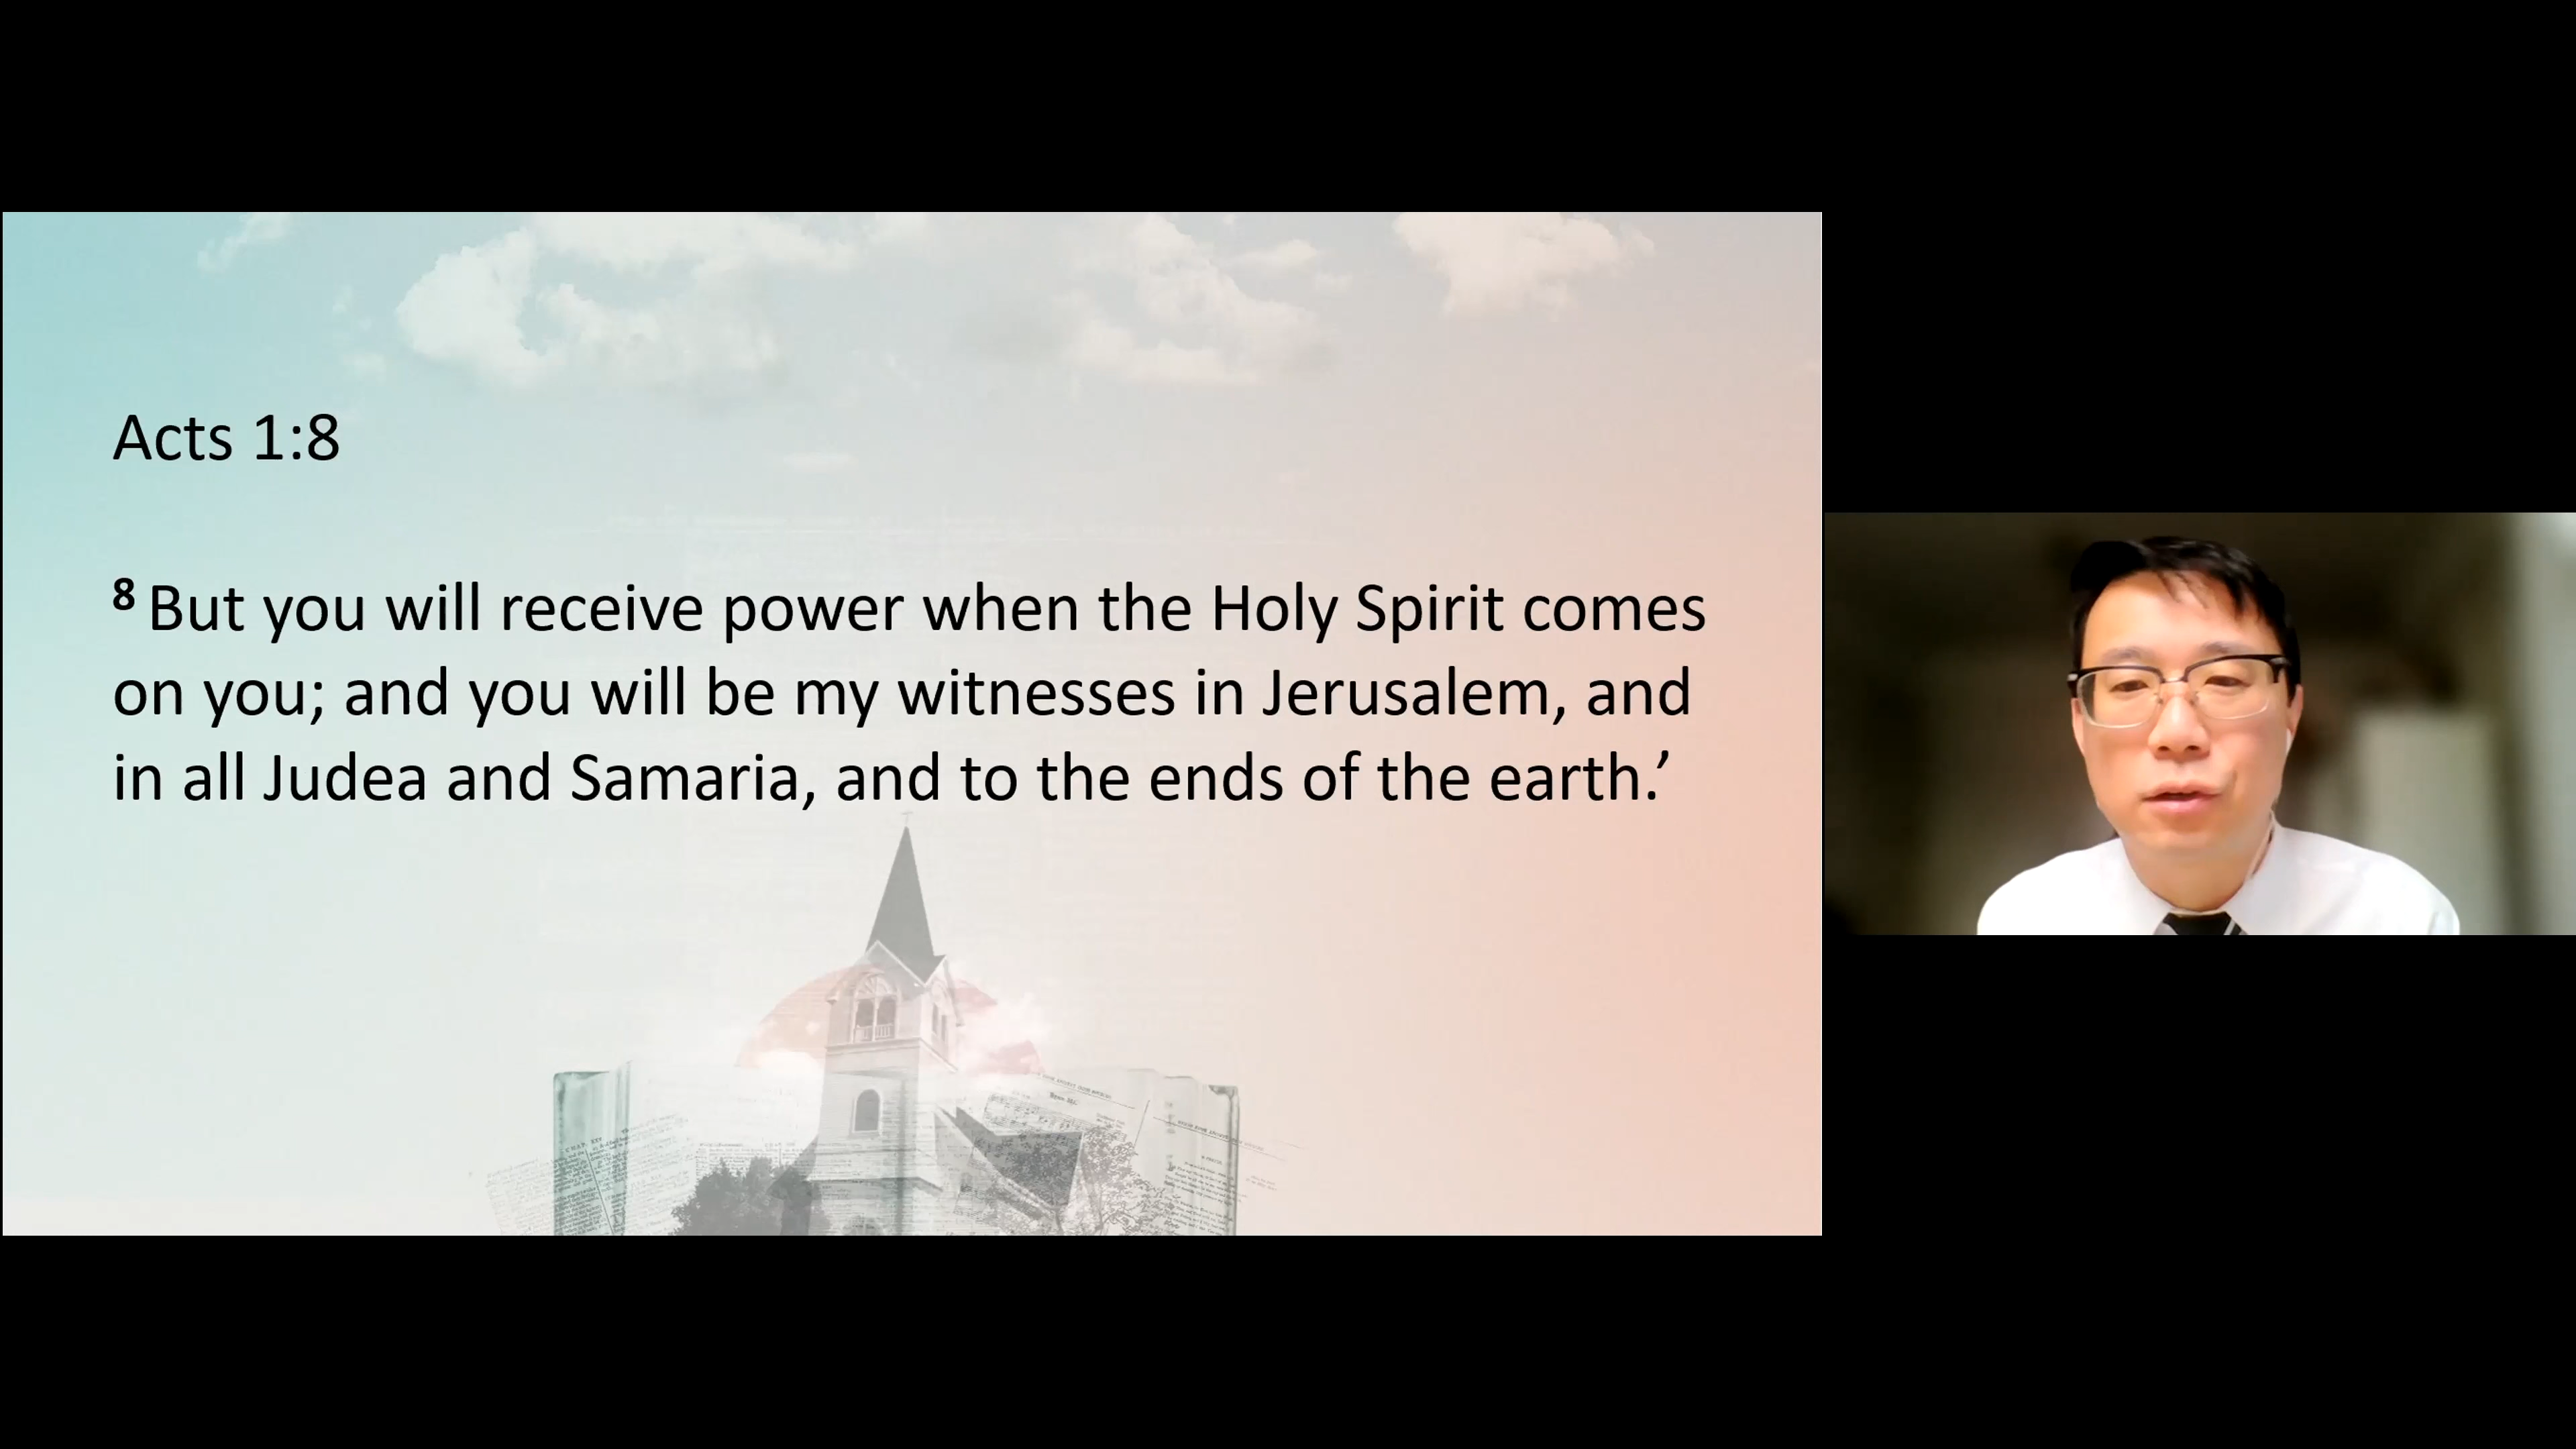 Acts 1:8
8 But you will receive power when the Holy Spirit comes
on you; and you will be my witnesses in Jerusalem, and
in all Judea and Samaria, and to the ends of the earth.’